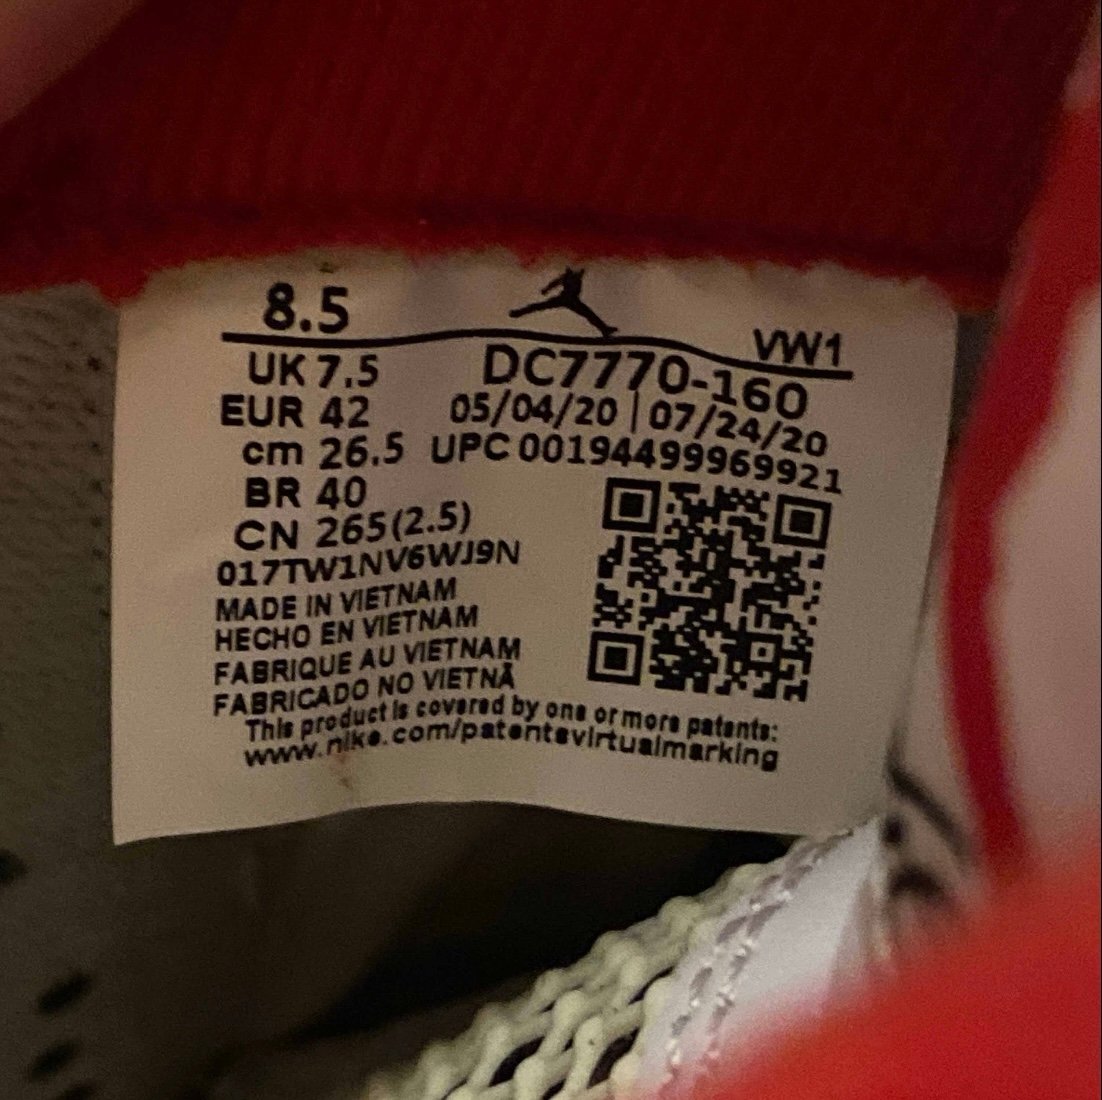 8.5
VW1
UK 7.5
DC7770-160
EUR 42
05/04/20 | 07/24/20
cm 26.5
UPC 00194499969921
BR 40
CN 265(2.5)
017TW1NV6WJ9N
MADE IN VIETNAM
HECHO EN VIETNAM
FABRIQUE AU VIETNAM
FABRICADO NO VIETNÃ
This product is covered by one or more patents:
www.nike.com/patentsvirtualmarking